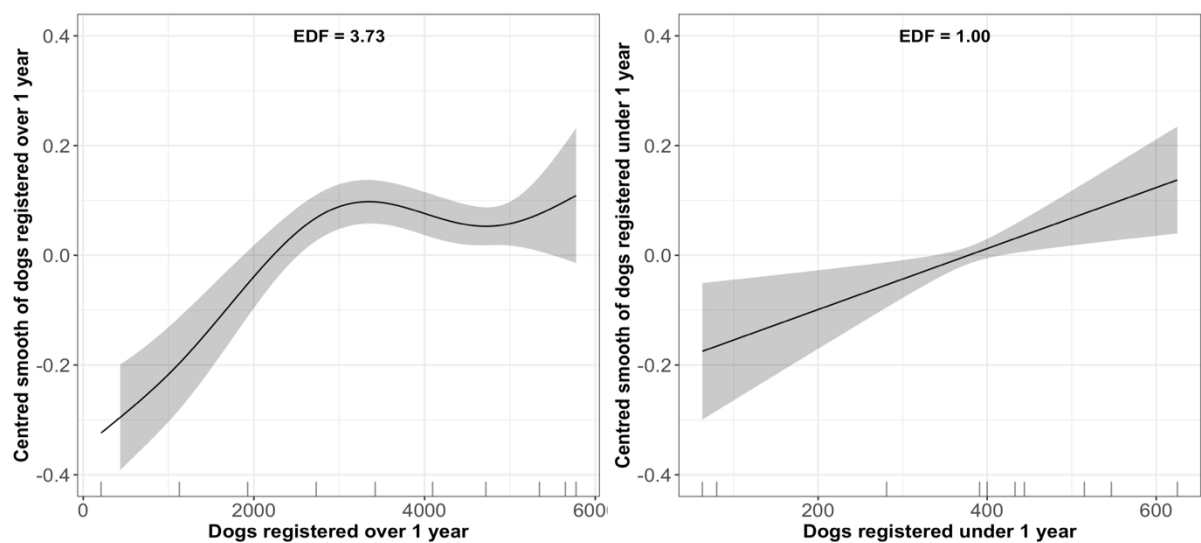 EDF = 3.73
Centred smooth of dogs registered over 1 year
0.4
0.2
0.0
-0.2
-0.4
0
2000
4000
600
Dogs registered over 1 year
EDF = 1.00
Centred smooth of dogs registered under 1 year
0.4
0.2
0.0
-0.2
-0.4
200
400
600
Dogs registered under 1 year